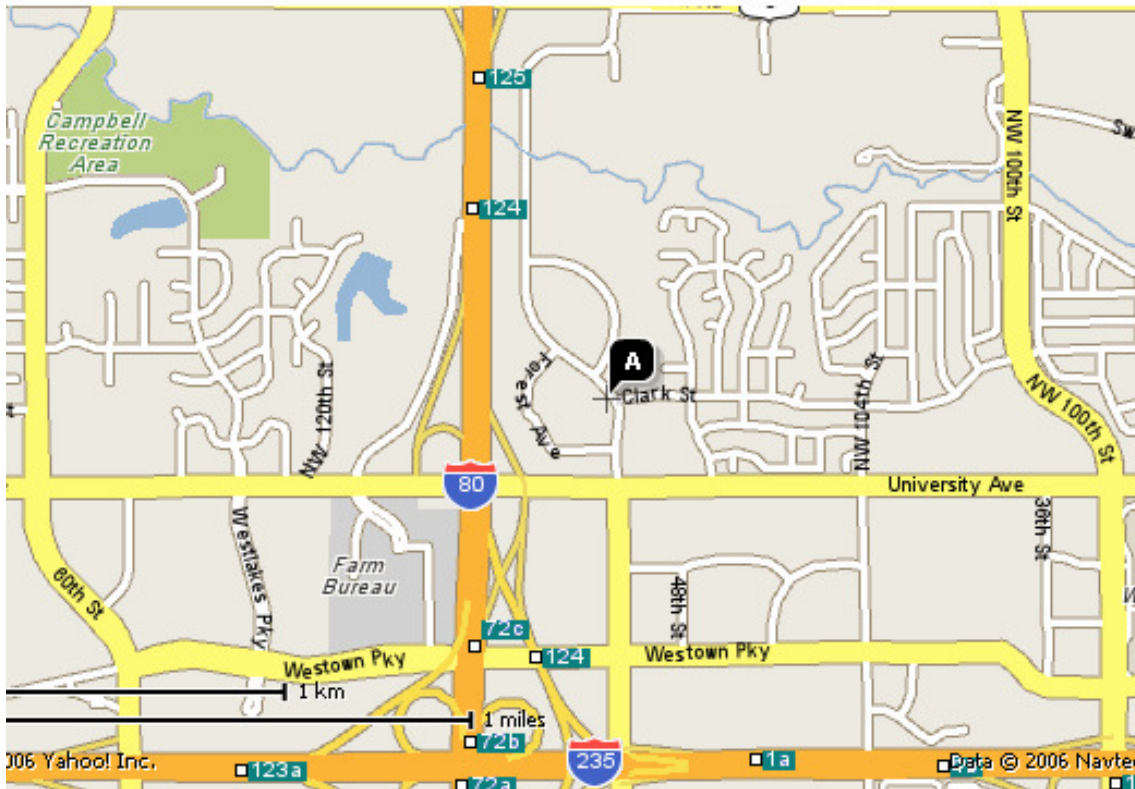 125
Campbell
Recreation
Area
NW 100th St
124
A
Forest Ave
Clark St
NW 120th St
NW 104th St
NW 100th St
80
University Ave
Westlakes Pky
Farm
Bureau
36th St
60th St
48th St
72c
124
Westown Pky
Westown Pky
1 km
1 miles
72b
006 Yahoo! Inc.
235
123a
1a
Data © 2006 Navte
72a